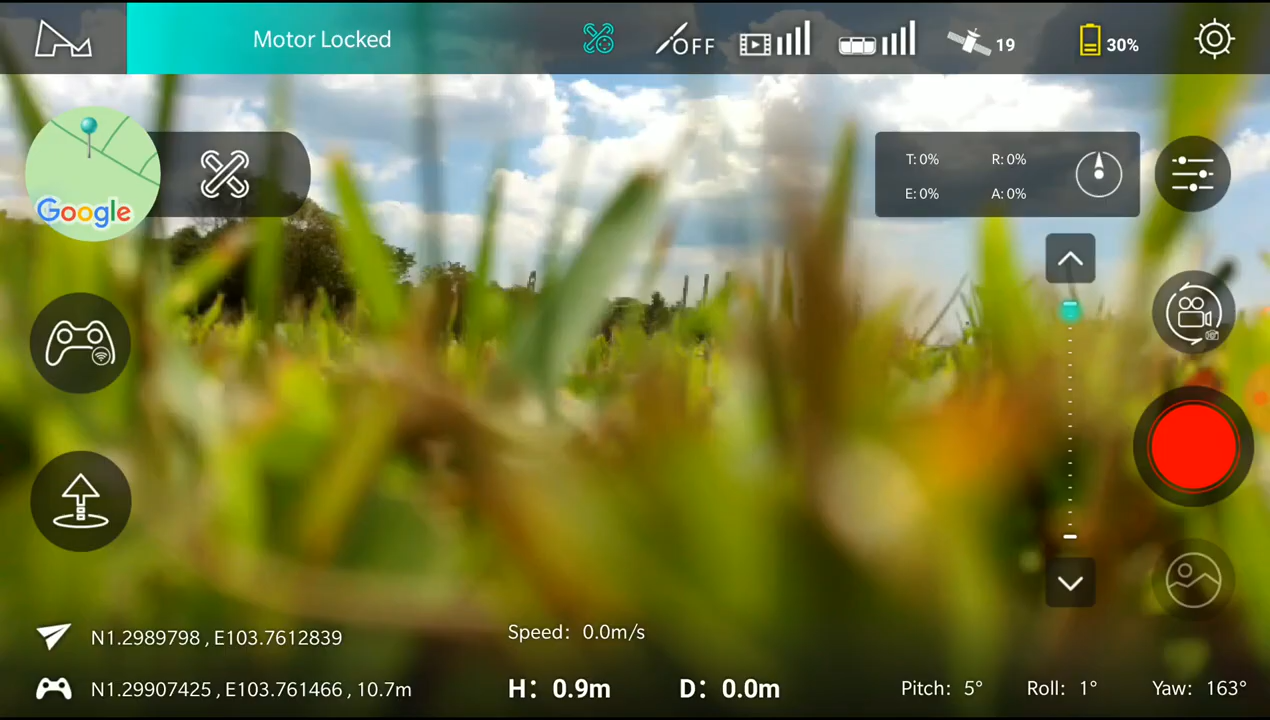 Motor Locked
OFF
19
30%
Google
T: 0% R: 0%
E: 0% A: 0%
N1.2989798 , E103.7612839
Speed: 0.0m/s
N1.29907425 , E103.761466 , 10.7m
H: 0.9m D: 0.0m
Pitch: 5° Roll: 1° Yaw: 163°